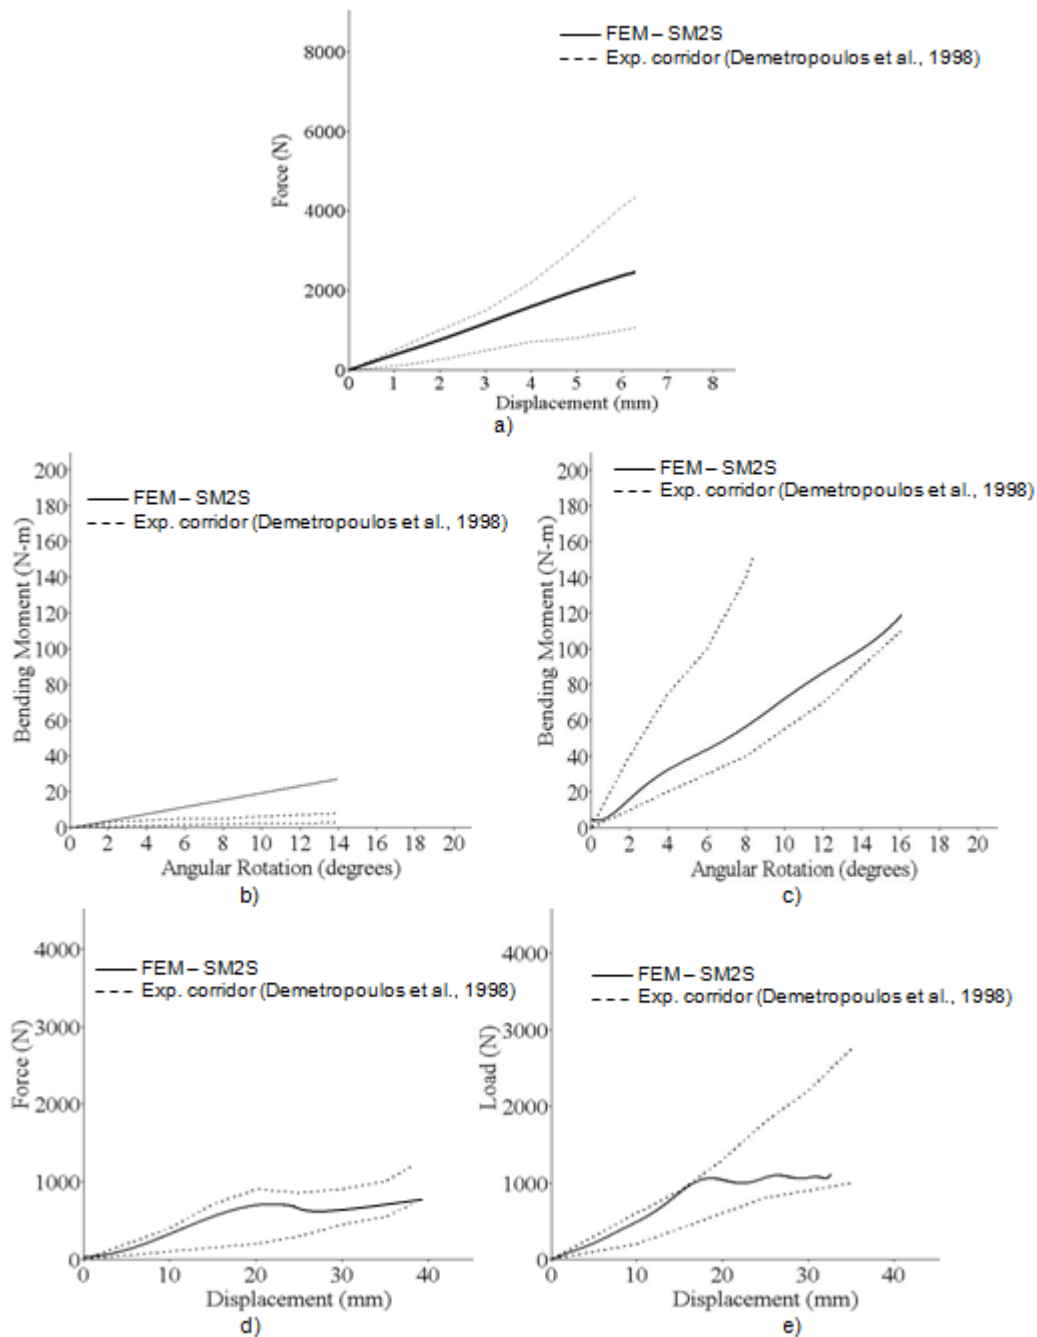 FEM – SM2S
Exp. corridor (Demetropoulos et al., 1998)
8000
6000
4000
2000
0
Force (N)
0 1 2 3 4 5 6 7 8
Displacement (mm)
a)
FEM – SM2S
Exp. corridor (Demetropoulos et al., 1998)
200
180
160
140
120
100
80
60
40
20
0
Bending Moment (N-m)
0 2 4 6 8 10 12 14 16 18 20
Angular Rotation (degrees)
b)
FEM – SM2S
Exp. corridor (Demetropoulos et al., 1998)
200
180
160
140
120
100
80
60
40
20
0
Bending Moment (N-m)
0 2 4 6 8 10 12 14 16 18 20
Angular Rotation (degrees)
c)
FEM – SM2S
Exp. corridor (Demetropoulos et al., 1998)
4000
3000
2000
1000
0
Force (N)
0 10 20 30 40
Displacement (mm)
d)
FEM – SM2S
Exp. corridor (Demetropoulos et al., 1998)
4000
3000
2000
1000
0
Load (N)
0 10 20 30 40
Displacement (mm)
e)